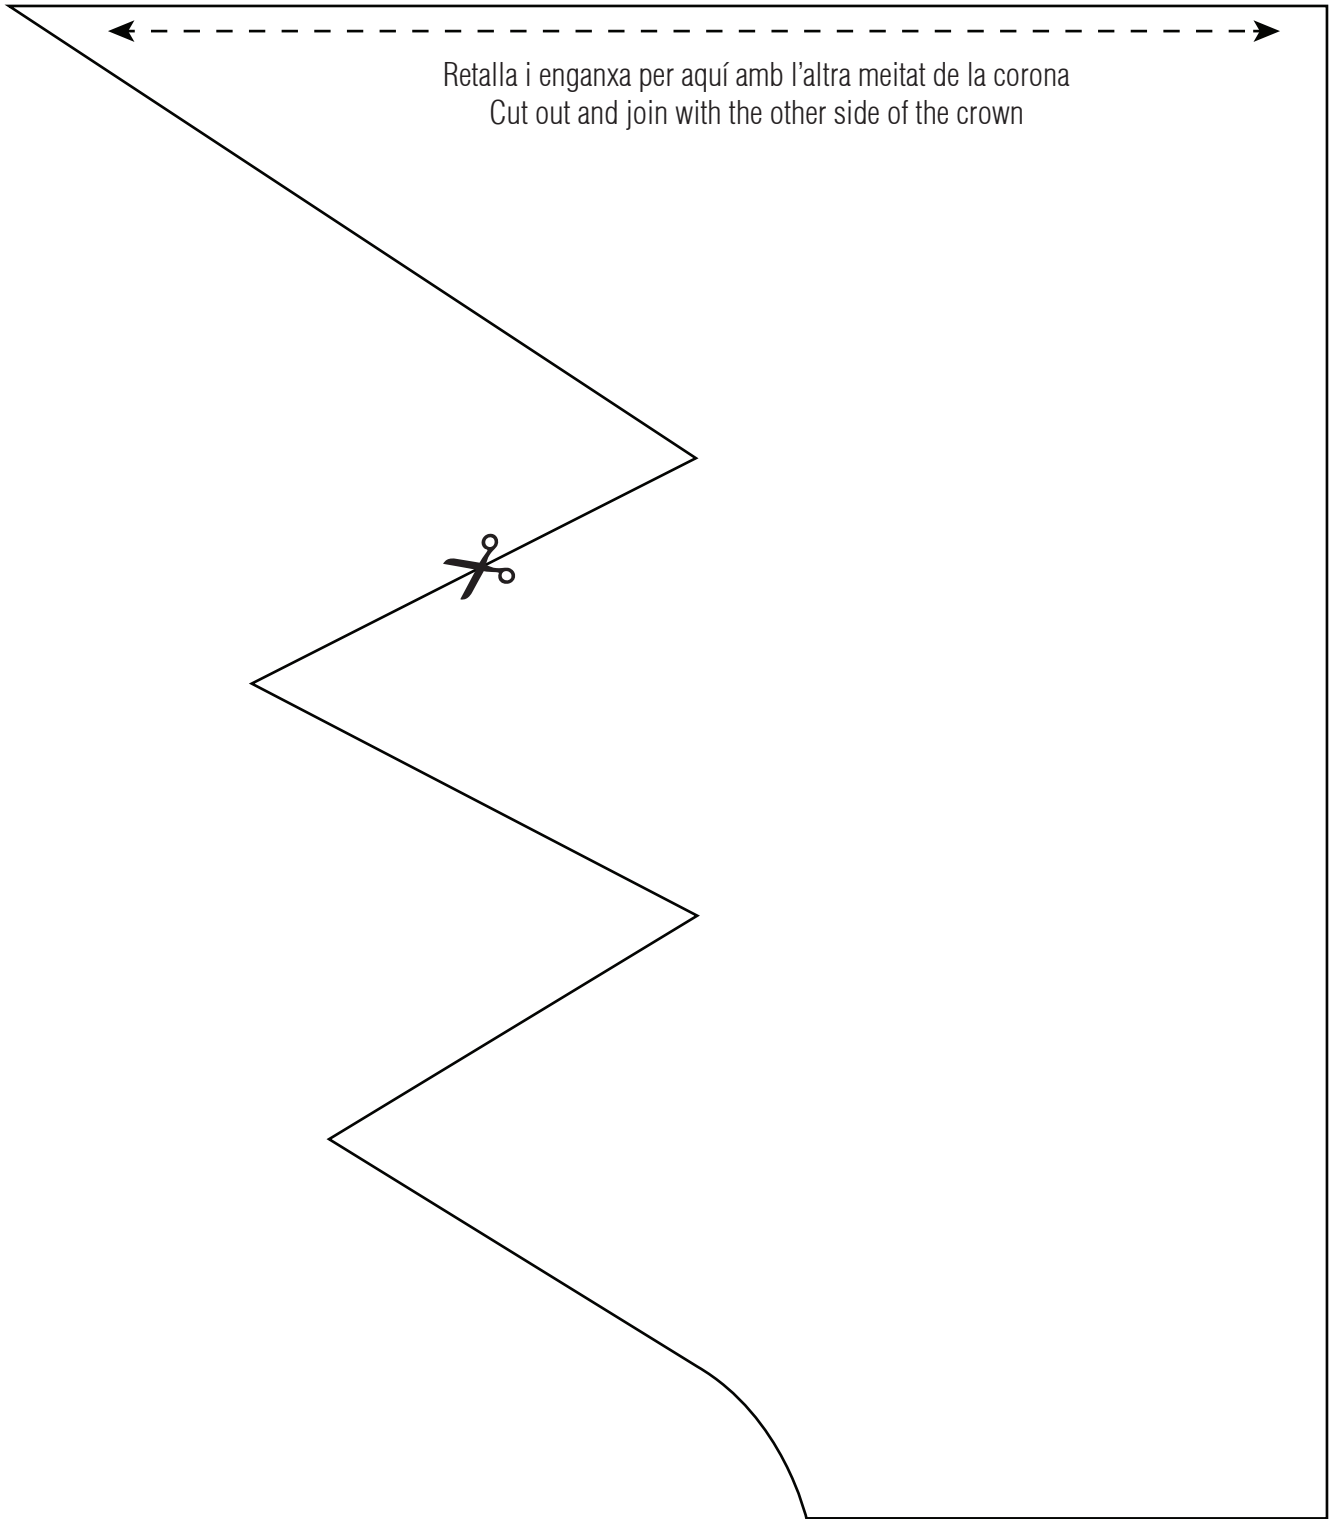 Retalla i enganxa per aquí amb l’altra meitat de la corona
Cut out and join with the other side of the crown